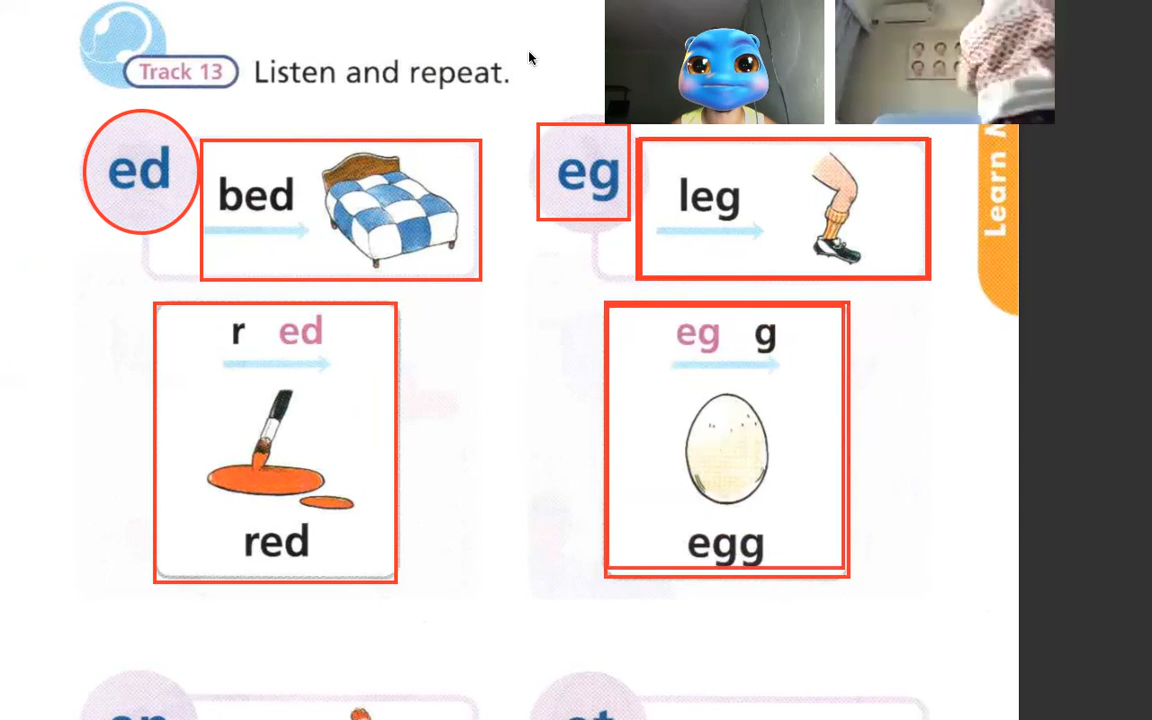 Track 13 Listen and repeat.
ed
bed
r ed
red
eg
leg
eg g
egg
Learn